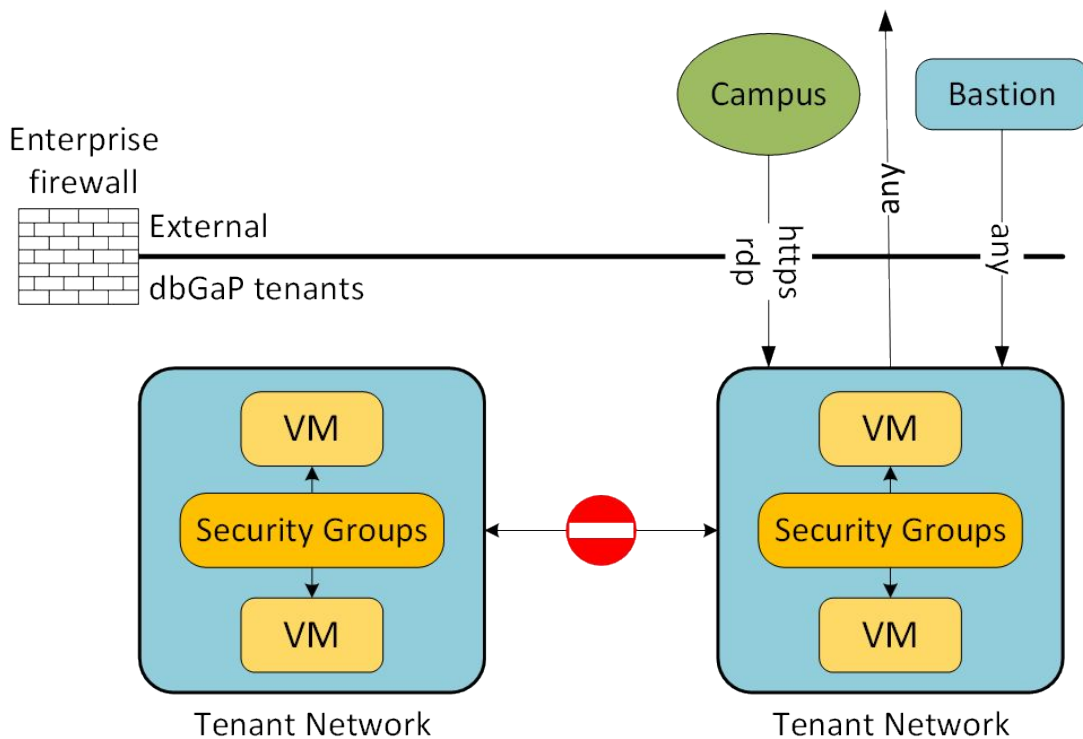 Campus
Bastion
Enterprise
firewall
External
dbGaP tenants
https
rdp
any
any
VM
Security Groups
VM
Tenant Network
VM
Security Groups
VM
Tenant Network